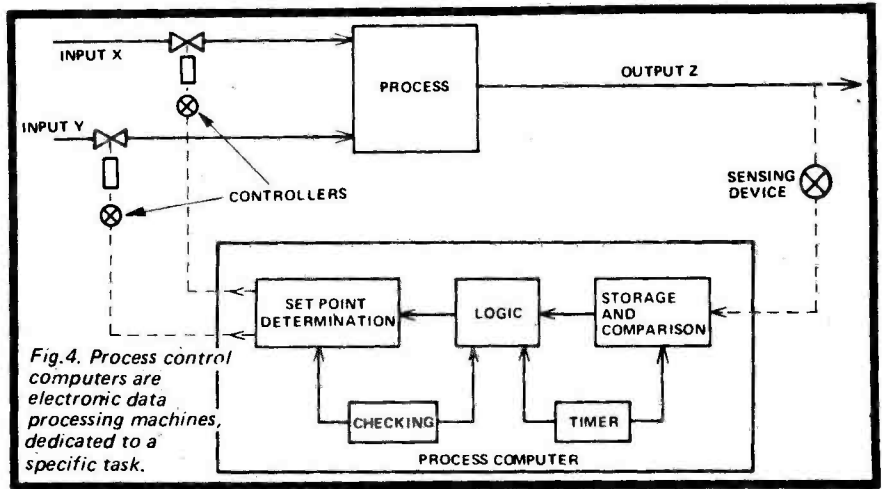 INPUT X
INPUT Y
PROCESS
OUTPUT Z
CONTROLLERS
SENSING
DEVICE
SET POINT
DETERMINATION
LOGIC
STORAGE
AND
COMPARISON
CHECKING
TIMER
PROCESS COMPUTER
Fig.4. Process control
computers are
electronic data
processing machines,
dedicated to a
specific task.